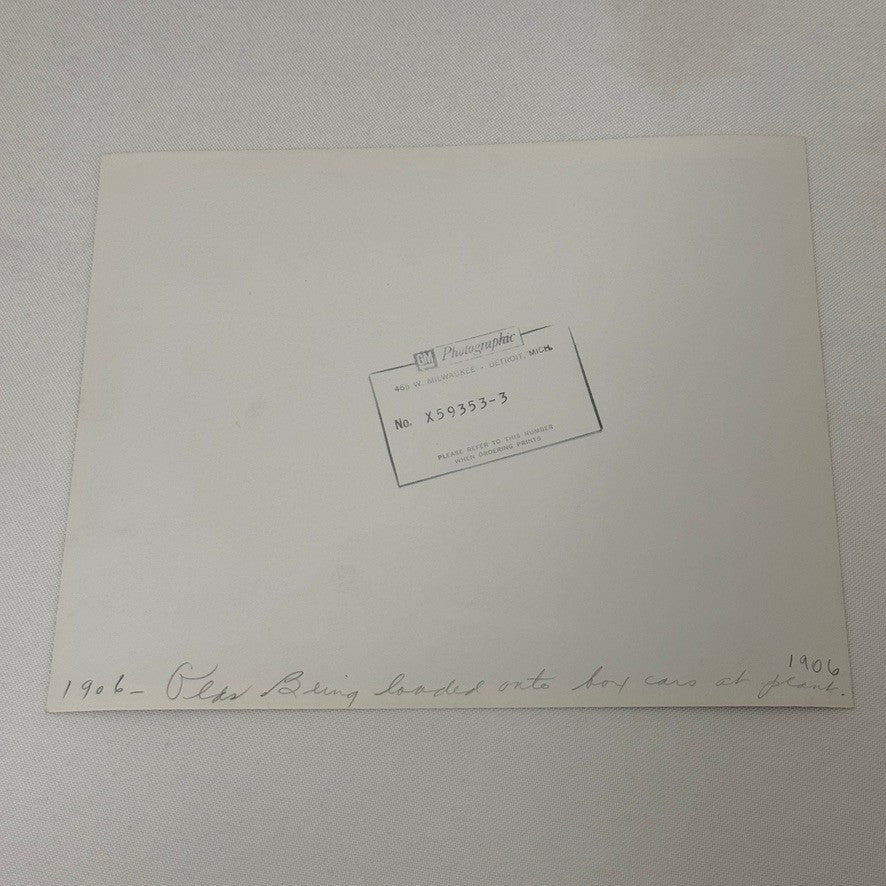 GM Photographic
465 W. MILWAUKEE - DETROIT, MICH.
No. X59353-3
PLEASE REFER TO THIS NUMBER
WHEN ORDERING PRINTS
1906
1906- Olds Being loaded onto box cars at plant.